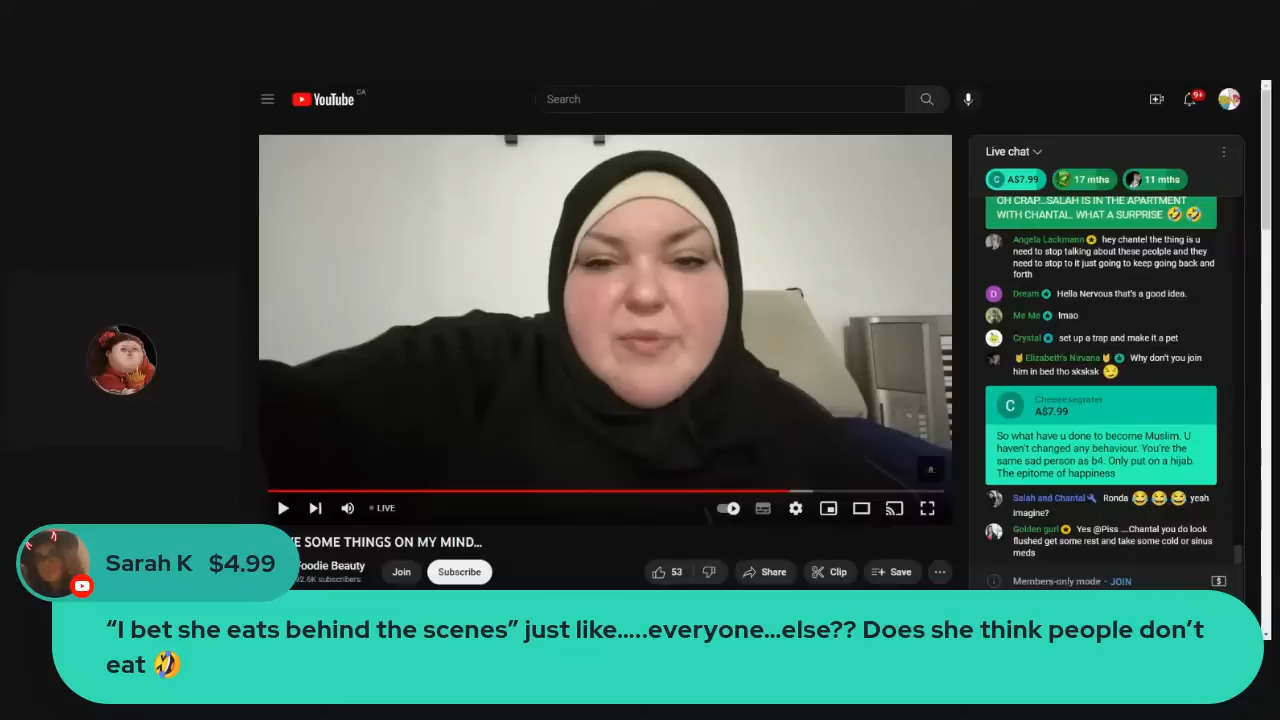 YouTube CA
Search
9+
Live chat
C A$7.99
17 mths
11 mths
OH CRAP...SALAH IS IN THE APARTMENT
WITH CHANTAL.. WHAT A SURPRISE 🤣 🤣
Angela Lackmann hey chantel the thing is u
need to stop talking about these peolple and they
need to stop to it just going to keep going back and
forth
D Dream Hella Nervous that's a good idea.
Me Me lmao
Crystal set up a trap and make it a pet
🤘 Elizabeth's Nirvana 🤘 Why don't you join
him in bed tho sksksk 😏
C Cheeeesegrater
A$7.99
So what have u done to become Muslim. U
haven't changed any behaviour. You're the
same sad person as b4. Only put on a hijab.
The epitome of happiness
Salah and Chantal Ronda 😂 😂 😂 yeah
imagine?
Golden gurl Yes @Piss ....Chantal you do look
flushed get some rest and take some cold or sinus
meds
Members-only mode · JOIN
LIVE
E SOME THINGS ON MY MIND...
Foodie Beauty
92.6K subscribers
Join
Subscribe
53
Share
Clip
Save
Sarah K $4.99
“I bet she eats behind the scenes” just like.....everyone...else?? Does she think people don’t
eat 🤣